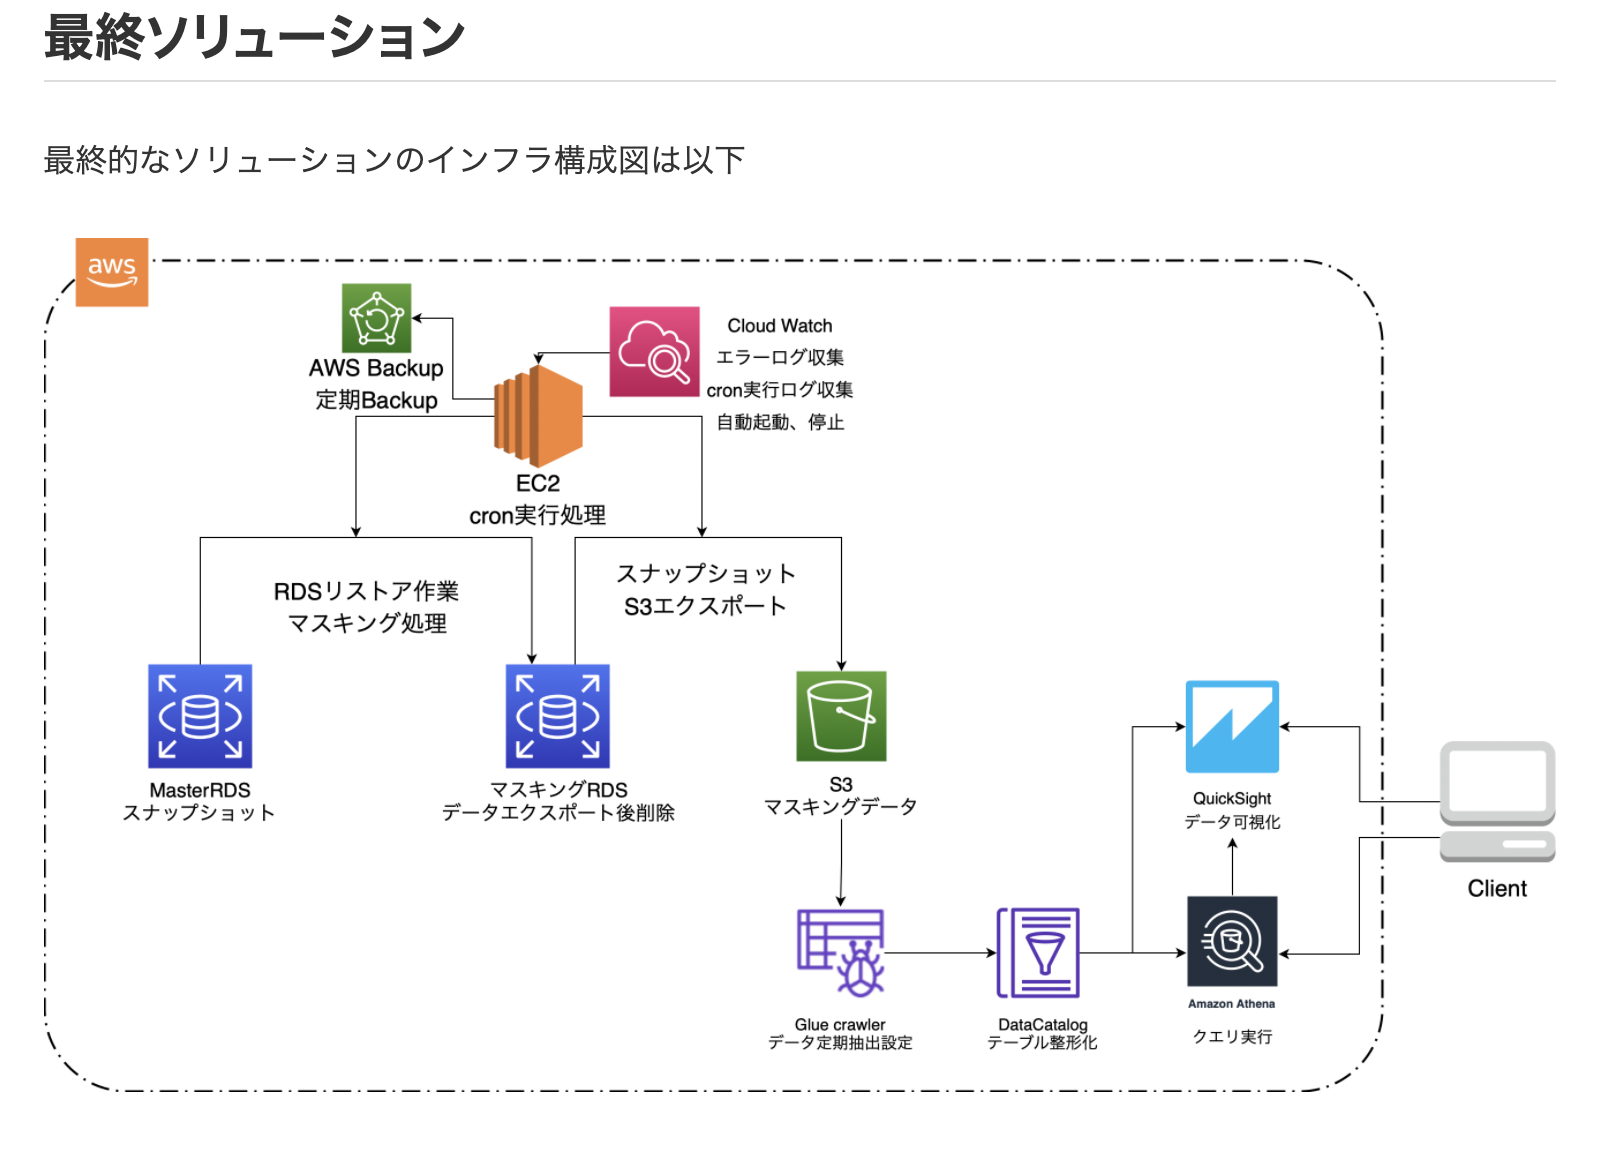 最終ソリューション
最終的なソリューションのインフラ構成図は以下
aws
AWS Backup
定期Backup
Cloud Watch
エラーログ収集
cron実行ログ収集
自動起動、停止
EC2
cron実行処理
RDSリストア作業
マスキング処理
スナップショット
S3エクスポート
MasterRDS
スナップショット
マスキングRDS
データエクスポート後削除
S3
マスキングデータ
QuickSight
データ可視化
Client
Glue crawler
データ定期抽出設定
DataCatalog
テーブル整形化
Amazon Athena
クエリ実行